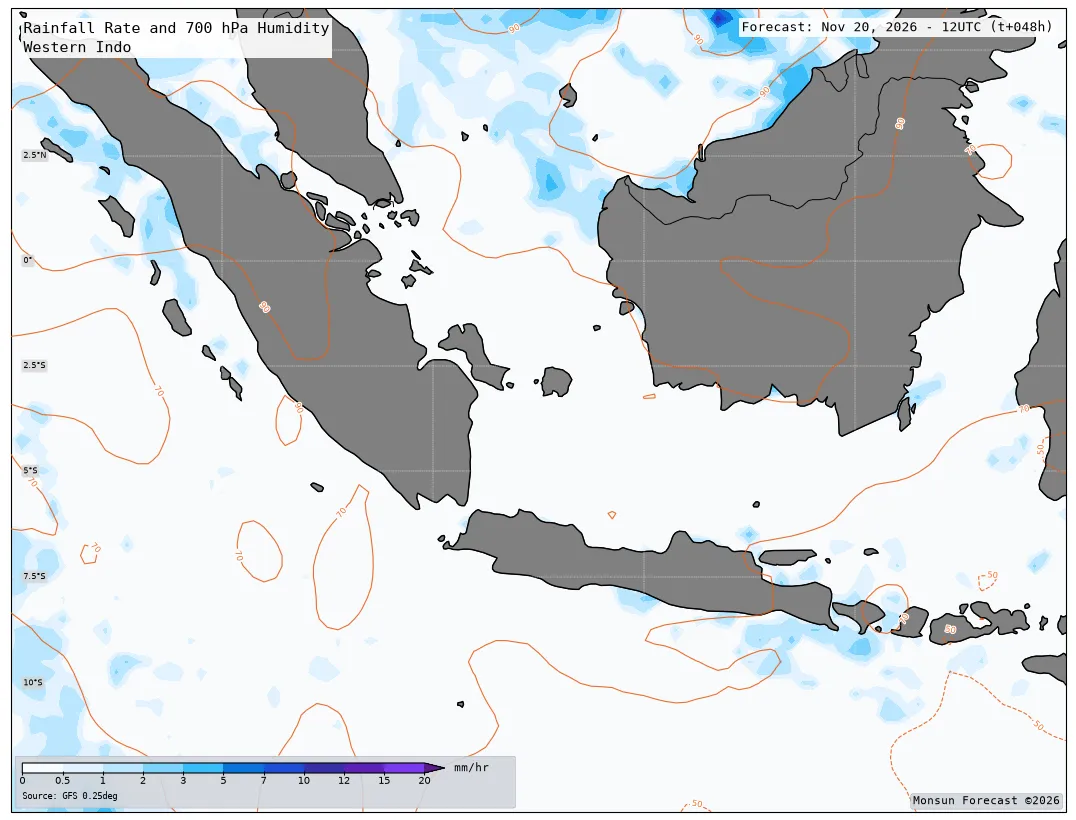 Rainfall Rate and 700 hPa Humidity
Western Indo
Forecast: Nov 20, 2026 - 12UTC (t+048h)
90
90
90
90
70
2.5°N
0°
90
2.5°S
70
90
70
50
5°S
70
70
70
70
7.5°S
50
70
50
10°S
50
50
mm/hr
0 0.5 1 2 3 5 7 10 12 15 20
Source: GFS 0.25deg
Monsun Forecast ©2026